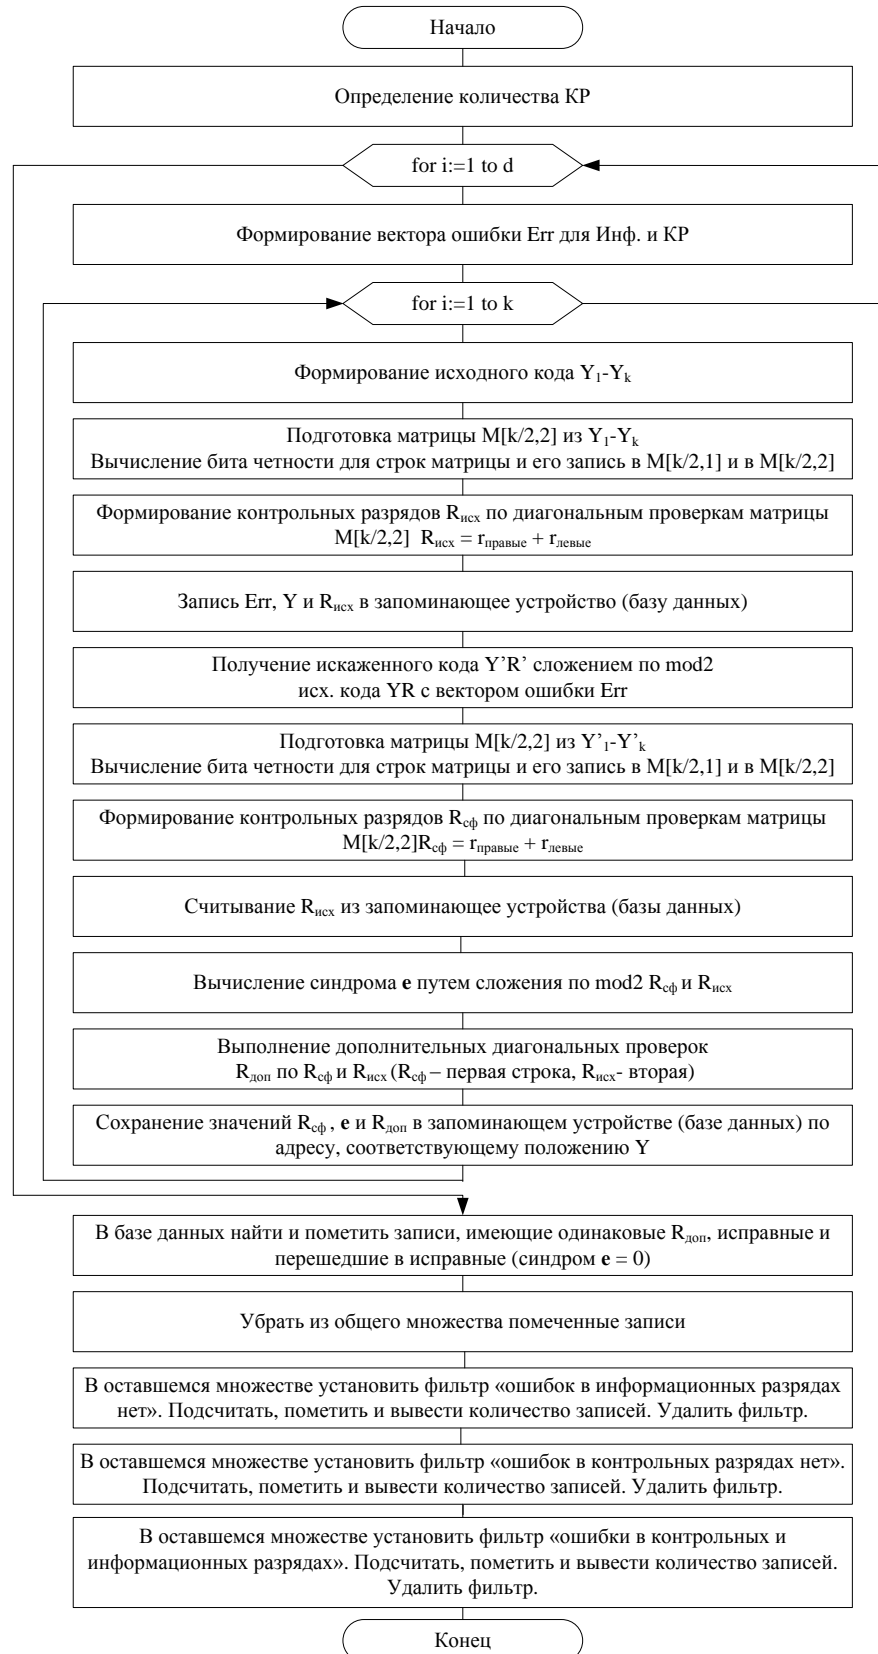 Начало
Определение количества КР
for i:=1 to d
Формирование вектора ошибки Err для Инф. и КР
for i:=1 to k
Формирование исходного кода Y₁-Yₖ
Подготовка матрицы M[k/2,2] из Y₁-Yₖ
Вычисление бита четности для строк матрицы и его запись в M[k/2,1] и в M[k/2,2]
Формирование контрольных разрядов Rисх по диагональным проверкам матрицы
M[k/2,2] Rисх = rправые + rлевые
Запись Err, Y и Rисх в запоминающее устройство (базу данных)
Получение искаженного кода Y’R’ сложением по mod2
исх. кода YR с вектором ошибки Err
Подготовка матрицы M[k/2,2] из Y’₁-Y’ₖ
Вычисление бита четности для строк матрицы и его запись в M[k/2,1] и в M[k/2,2]
Формирование контрольных разрядов Rсф по диагональным проверкам матрицы
M[k/2,2]Rсф = rправые + rлевые
Считывание Rисх из запоминающее устройства (базы данных)
Вычисление синдрома e путем сложения по mod2 Rсф и Rисх
Выполнение дополнительных диагональных проверок
Rдоп по Rсф и Rисх (Rсф – первая строка, Rисх- вторая)
Сохранение значений Rсф , e и Rдоп в запоминающем устройстве (базе данных) по
адресу, соответствующему положению Y
В базе данных найти и пометить записи, имеющие одинаковые Rдоп, исправные и
перешедшие в исправные (синдром e = 0)
Убрать из общего множества помеченные записи
В оставшемся множестве установить фильтр «ошибок в информационных разрядах
нет». Подсчитать, пометить и вывести количество записей. Удалить фильтр.
В оставшемся множестве установить фильтр «ошибок в контрольных разрядах нет».
Подсчитать, пометить и вывести количество записей. Удалить фильтр.
В оставшемся множестве установить фильтр «ошибки в контрольных и
информационных разрядах». Подсчитать, пометить и вывести количество записей.
Удалить фильтр.
Конец